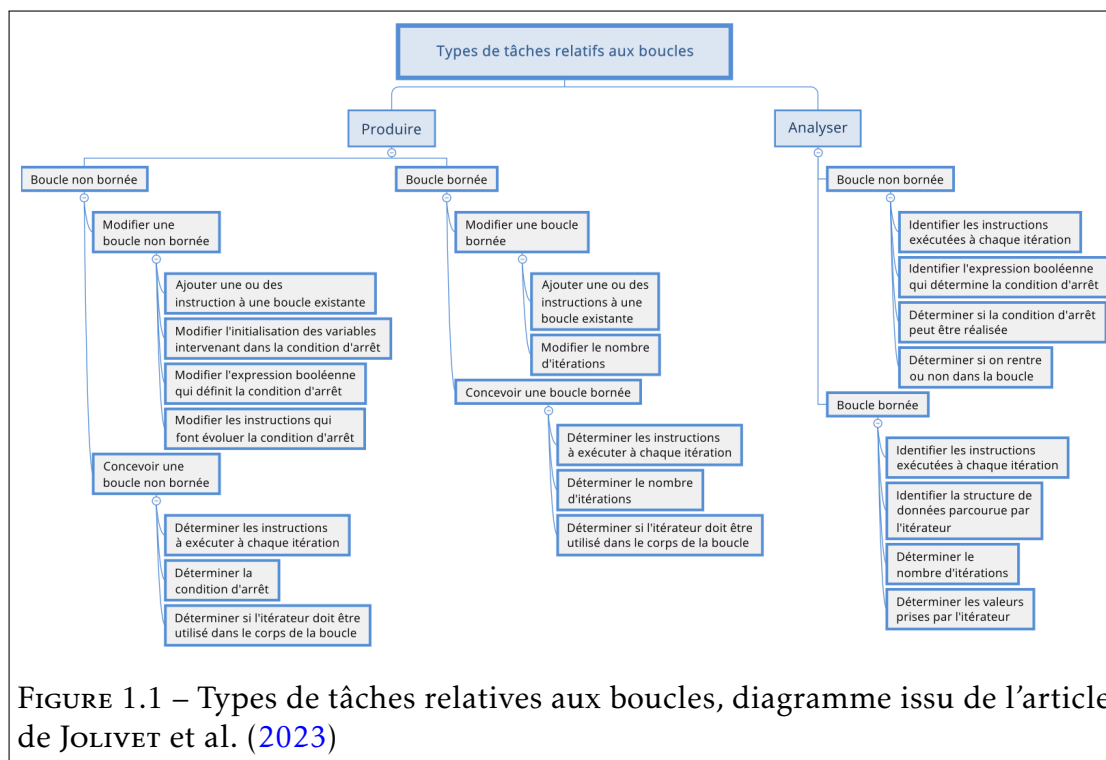 Types de tâches relatifs aux boucles
Produire
Boucle non bornée
Modifier une
boucle non bornée
Ajouter une ou des
instruction à une boucle existante
Modifier l'initialisation des variables
intervenant dans la condition d'arrêt
Modifier l'expression booléenne
qui définit la condition d'arrêt
Modifier les instructions qui
font évoluer la condition d'arrêt
Concevoir une
boucle non bornée
Déterminer les instructions
à exécuter à chaque itération
Déterminer la
condition d'arrêt
Déterminer si l'itérateur doit être
utilisé dans le corps de la boucle
Boucle bornée
Modifier une boucle
bornée
Ajouter une ou des
instructions à une
boucle existante
Modifier le nombre
d'itérations
Concevoir une boucle bornée
Déterminer les instructions
à exécuter à chaque itération
Déterminer le nombre
d'itérations
Déterminer si l'itérateur doit être
utilisé dans le corps de la boucle
Analyser
Boucle non bornée
Identifier les instructions
exécutées à chaque itération
Identifier l'expression booléenne
qui détermine la condition d'arrêt
Déterminer si la condition d'arrêt
peut être réalisée
Déterminer si on rentre
ou non dans la boucle
Boucle bornée
Identifier les instructions
exécutées à chaque itération
Identifier la structure de
données parcourue par
l'itérateur
Déterminer le
nombre d'itérations
Déterminer les valeurs
prises par l'itérateur
FIGURE 1.1 – Types de tâches relatives aux boucles, diagramme issu de l'article
de JOLIVET et al. (2023)